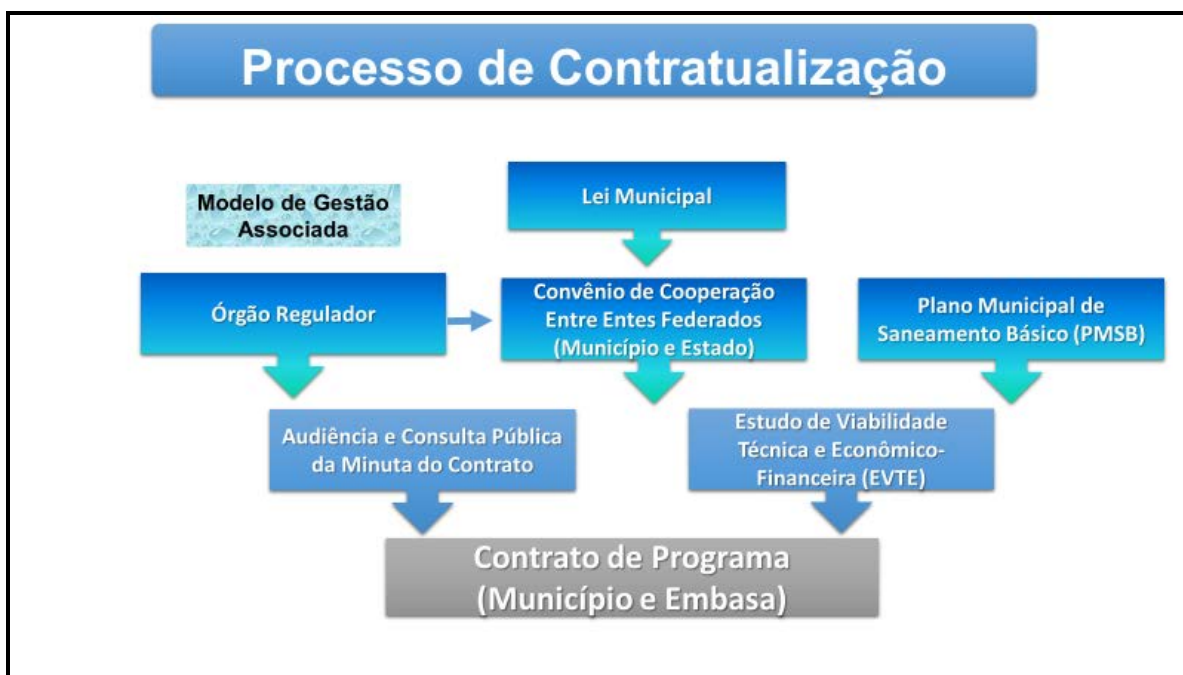 Processo de Contratualização
Modelo de Gestão
Associada
Lei Municipal
Órgão Regulador
Convênio de Cooperação
Entre Entes Federados
(Município e Estado)
Plano Municipal de
Saneamento Básico (PMSB)
Audiência e Consulta Pública
da Minuta do Contrato
Estudo de Viabilidade
Técnica e Econômico-
Financeira (EVTE)
Contrato de Programa
(Município e Embasa)